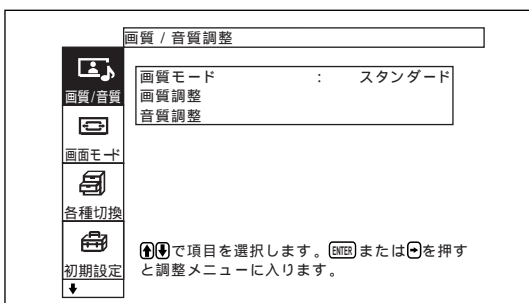 画質 / 音質調整
画質/音質
画面モード
各種切換
初期設定
画質モード : スタンダード
画質調整
音質調整
↑↓で項目を選択します。ENTERまたは→を押す
と調整メニューに入ります。